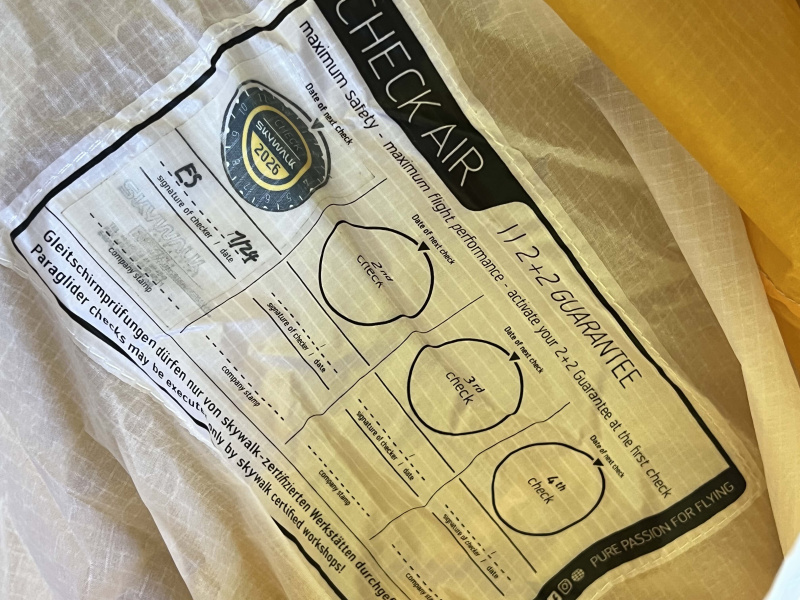 CHECK AIR
// 2+2 GUARANTEE
maximum safety - maximum flight performance - activate your 2+2 Guarantee at the first check
Date of next check
CHECK
SKYWALK
2026
ES
7/24
signature of checker / date
company stamp
Date of next check
2nd
check
signature of checker / date
company stamp
Date of next check
3rd
check
signature of checker / date
company stamp
Date of next check
4th
check
signature of checker / date
company stamp
Gleitschirmprüfungen dürfen nur von skywalk-zertifizierten Werkstätten
Paraglider checks may be only by skywalk certified workshops!
PURE PASSION FOR FLYING